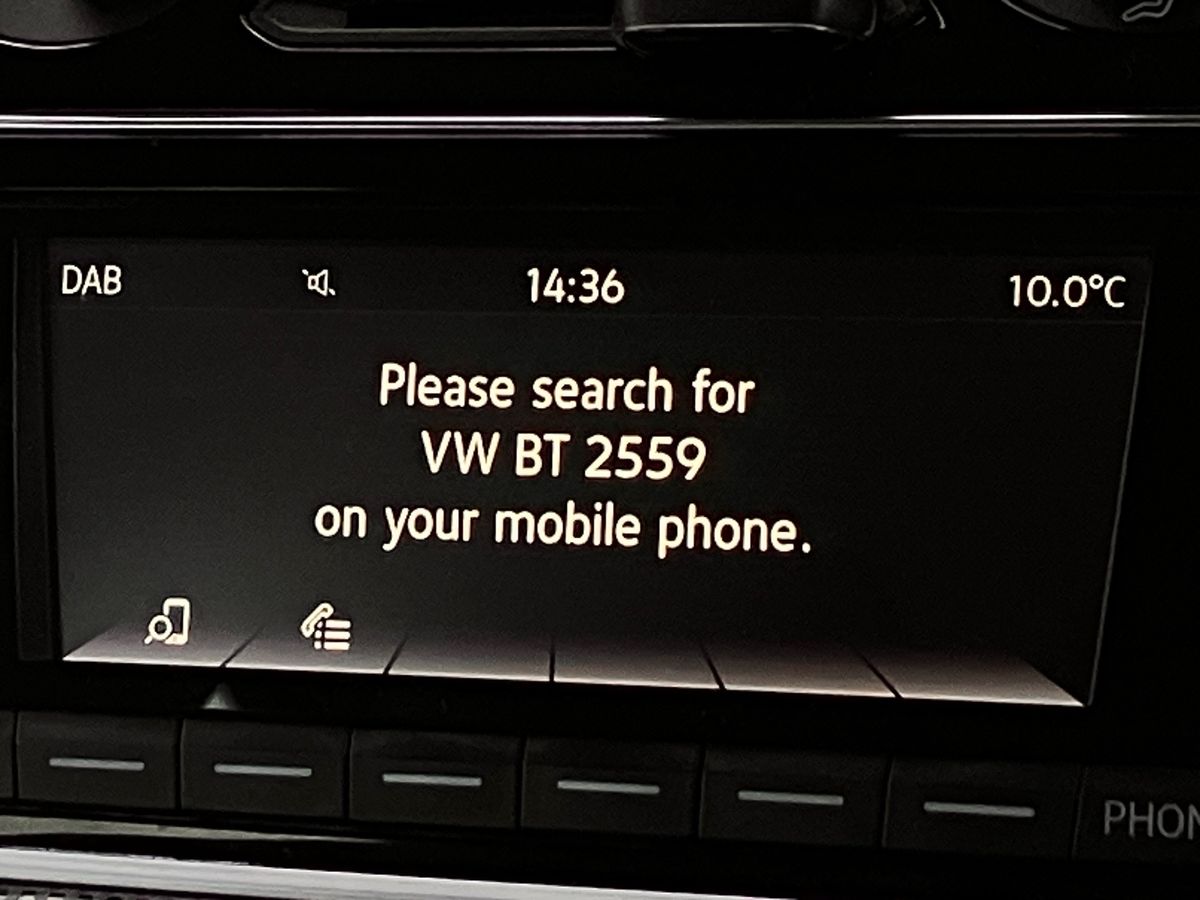 DAB 14:36 10.0°C
Please search for
VW BT 2559
on your mobile phone.